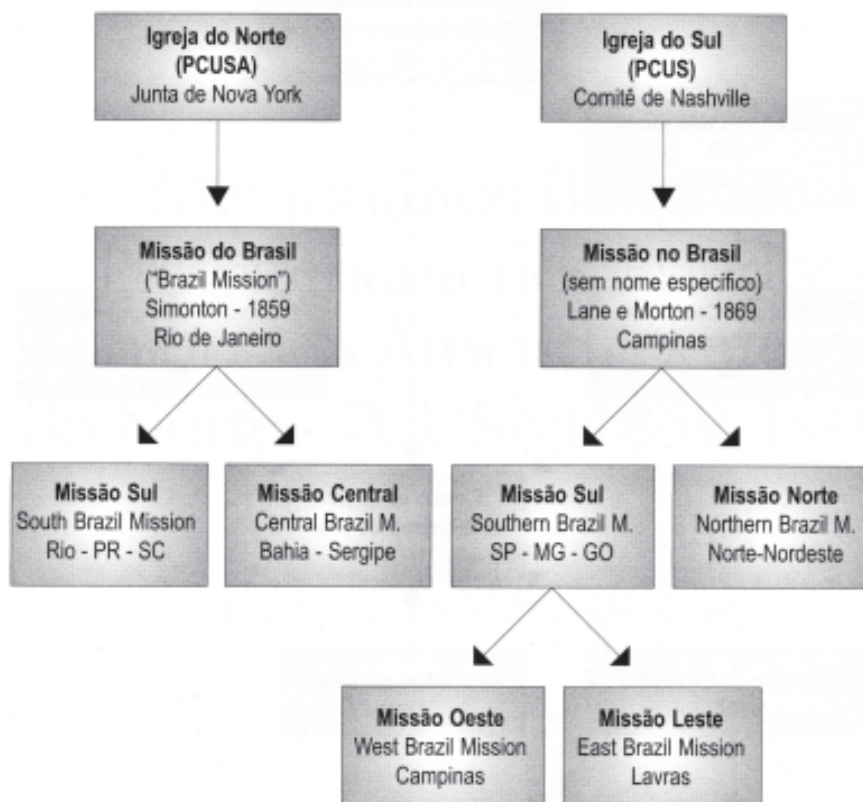 Igreja do Norte
(PCUSA)
Junta de Nova York
Igreja do Sul
(PCUS)
Comitê de Nashville
Missão do Brasil
("Brazil Mission")
Simonton - 1859
Rio de Janeiro
Missão no Brasil
(sem nome especifico)
Lane e Morton - 1869
Campinas
Missão Sul
South Brazil Mission
Rio - PR - SC
Missão Central
Central Brazil M.
Bahia - Sergipe
Missão Sul
Southern Brazil M.
SP - MG - GO
Missão Norte
Northern Brazil M.
Norte-Nordeste
Missão Oeste
West Brazil Mission
Campinas
Missão Leste
East Brazil Mission
Lavras